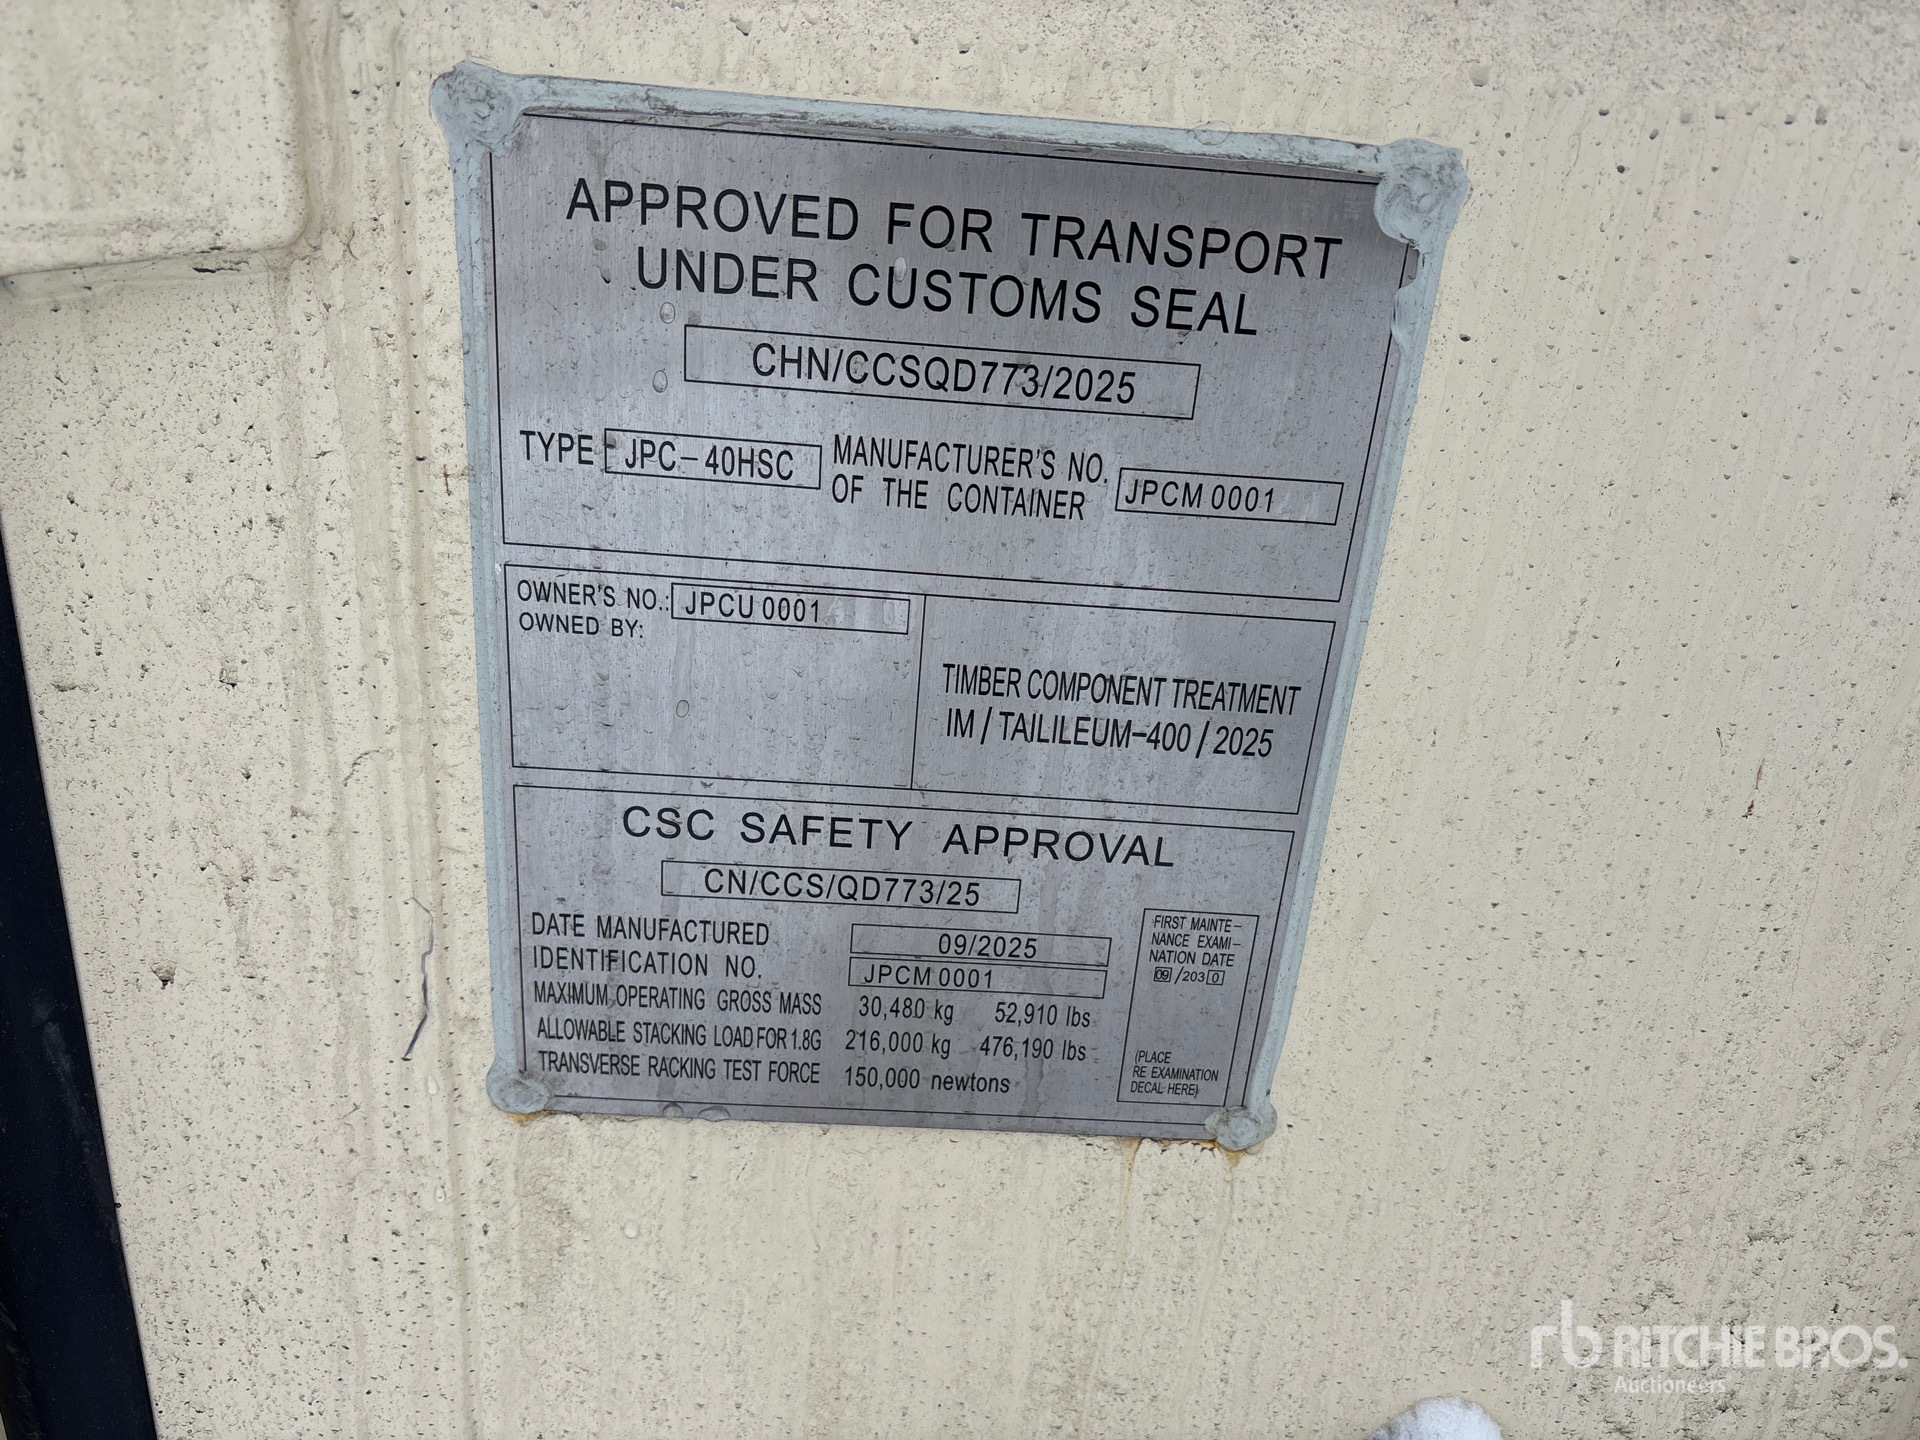 APPROVED FOR TRANSPORT
UNDER CUSTOMS SEAL
CHN/CCSQD773/2025
TYPE JPC-40HSC MANUFACTURER'S NO.
OF THE CONTAINER JPCM 0001
OWNER'S NO.: JPCU 0001
OWNED BY:
TIMBER COMPONENT TREATMENT
IM / TAILILEUM-400 / 2025
CSC SAFETY APPROVAL
CN/CCS/QD773/25
DATE MANUFACTURED 09/2025
IDENTIFICATION NO. JPCM 0001
MAXIMUM OPERATING GROSS MASS 30,480 kg 52,910 lbs
ALLOWABLE STACKING LOAD FOR 1.8G 216,000 kg 476,190 lbs
TRANSVERSE RACKING TEST FORCE 150,000 newtons
FIRST MAINTE-
NANCE EXAMI-
NATION DATE
09/2030
(PLACE
RE EXAMINATION
DECAL HERE)
rb RITCHIE BROS.
Auctioneers